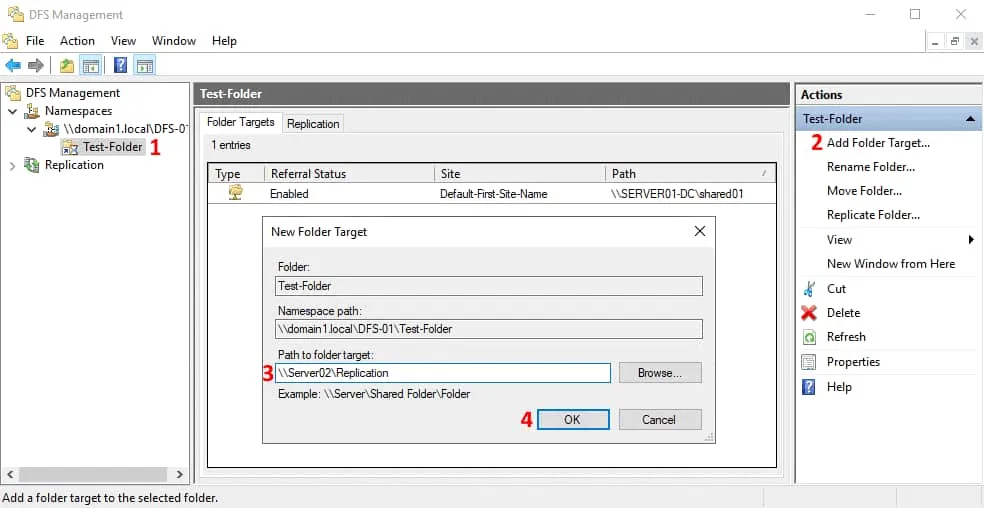 DFS Management
File Action View Window Help
DFS Management
Namespaces
\\domain1.local\DFS-0
Test-Folder 1
Replication
Test-Folder
Folder Targets Replication
1 entries
Type Referral Status Site Path
Enabled Default-First-Site-Name \\SERVER01-DC\shared01
New Folder Target
Folder:
Test-Folder
Namespace path:
\\domain1.local\DFS-01\Test-Folder
Path to folder target:
3 \\Server02\Replication Browse...
Example: \\Server\Shared Folder\Folder
4 OK Cancel
Actions
Test-Folder
2 Add Folder Target...
Rename Folder...
Move Folder...
Replicate Folder...
View
New Window from Here
Cut
Delete
Refresh
Properties
Help
Add a folder target to the selected folder.